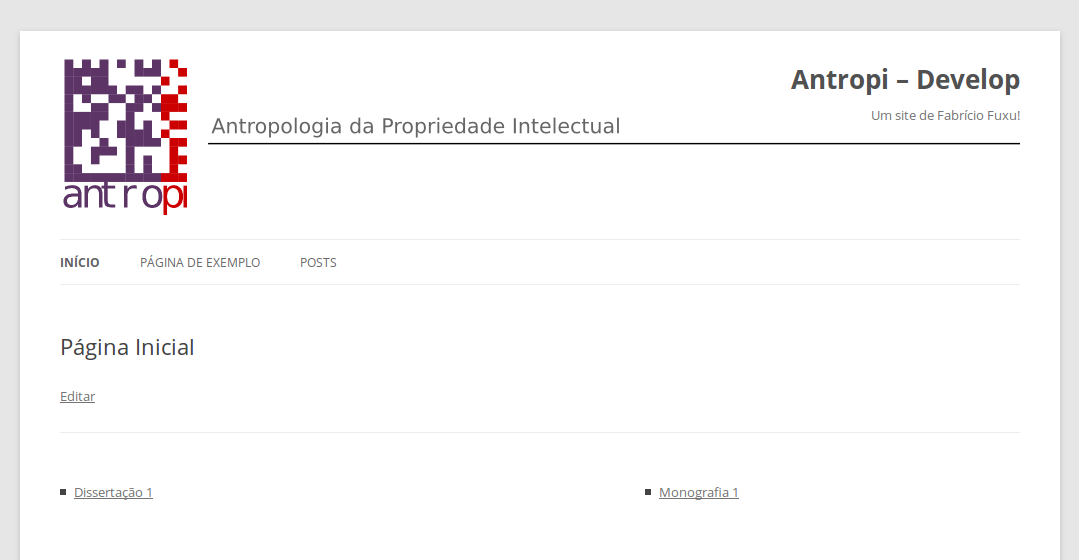 Antropi – Develop
Um site de Fabrício Fuxu!
Antropologia da Propriedade Intelectual
antropi
INÍCIO PÁGINA DE EXEMPLO POSTS
Página Inicial
Editar
Dissertação 1 Monografia 1